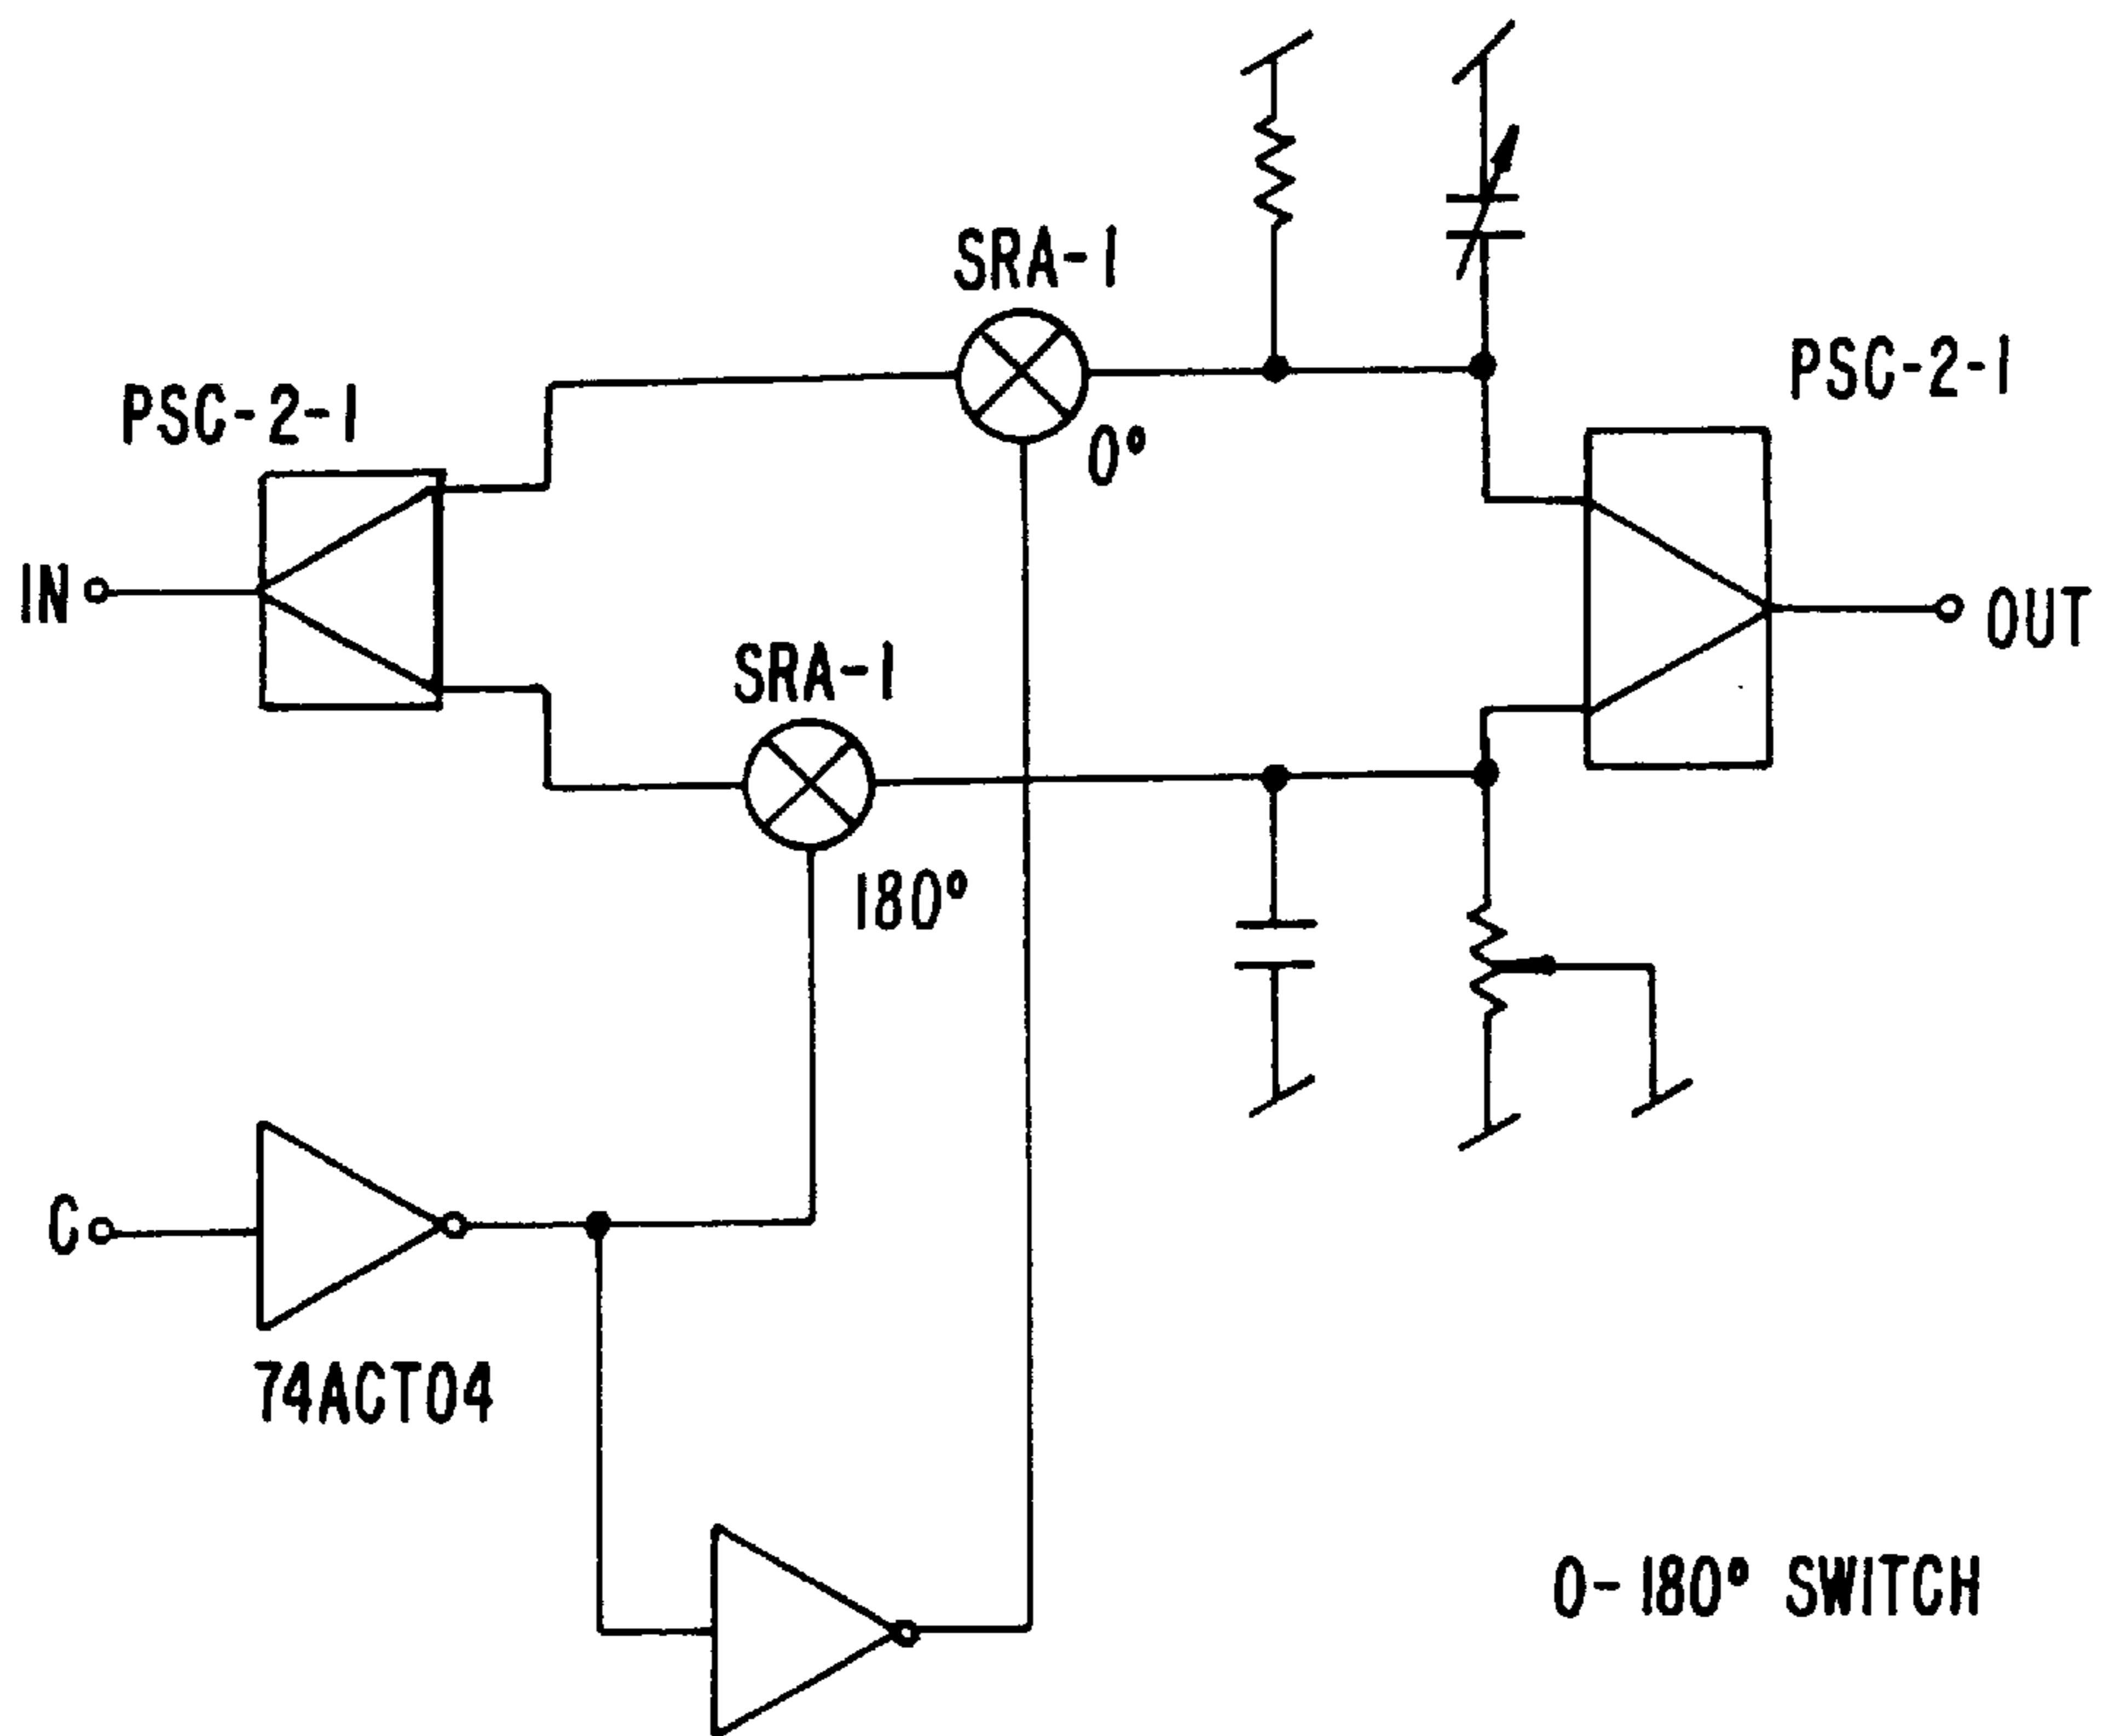 SRA-1
PSC-2-1
PSC-2-1
0°
IN
OUT
SRA-1
180°
C
74ACT04
0-180° SWITCH